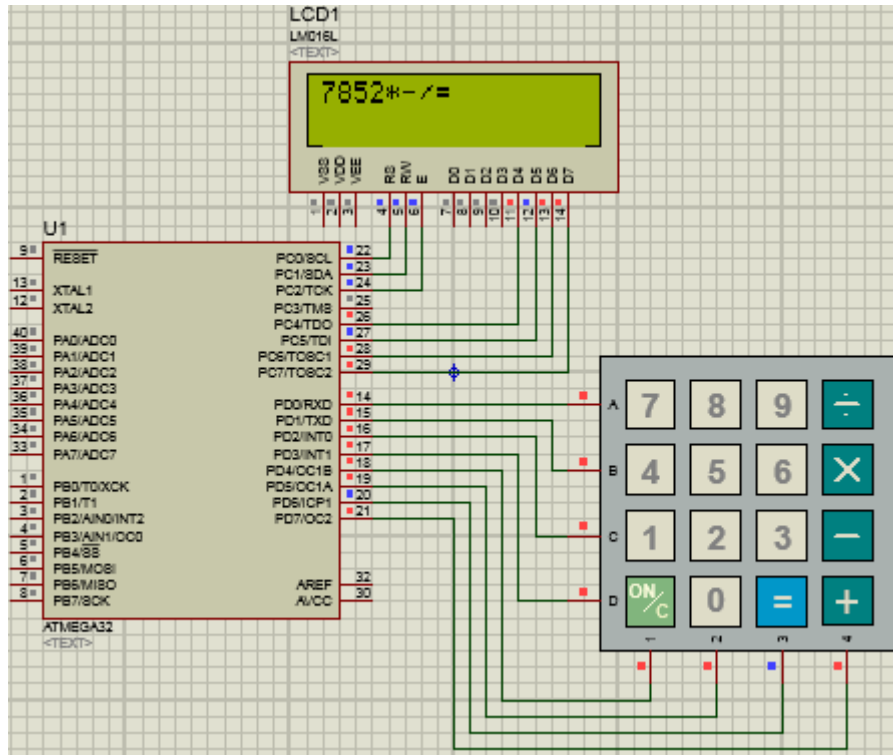 LCD1
LM016L
<TEXT>
7852*-/=
VSS VDD VEE RS RW E D0 D1 D2 D3 D4 D5 D6 D7
1 2 3 4 5 6 7 8 9 10 11 12 13 14
U1
9 RESET PC0/SCL 22
PC1/SDA 23
13 XTAL1 PC2/TCK 24
12 XTAL2 PC3/TMS 25
PC4/TDO 26
40 PA0/ADC0 PC5/TDI 27
39 PA1/ADC1 PC6/TOSC1 28
38 PA2/ADC2 PC7/TOSC2 29
37 PA3/ADC3
36 PA4/ADC4 PD0/RXD 14
35 PA5/ADC5 PD1/TXD 15
34 PA6/ADC6 PD2/INT0 16
33 PA7/ADC7 PD3/INT1 17
PD4/OC1B 18
1 PB0/T0/XCK PD5/OC1A 19
2 PB1/T1 PD6/ICP1 20
3 PB2/AIN0/INT2 PD7/OC2 21
4 PB3/AIN1/OC0
5 PB4/SS
6 PB5/MOSI
7 PB6/MISO AREF 32
8 PB7/SCK AVCC 30
ATMEGA32
<TEXT>
A 7 8 9 ÷
B 4 5 6 ×
C 1 2 3 −
D ON/C 0 = +
1 2 3 4